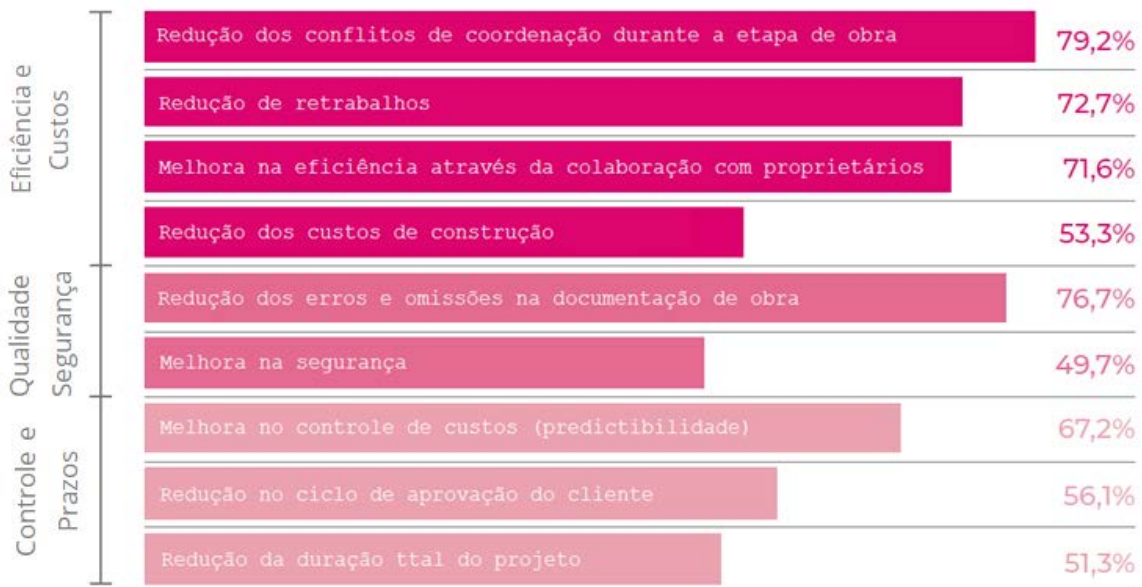 Eficiência e
Custos
Redução dos conflitos de coordenação durante a etapa de obra 79,2%
Redução de retrabalhos 72,7%
Melhora na eficiência através da colaboração com proprietários 71,6%
Redução dos custos de construção 53,3%
Qualidade
Segurança
Redução dos erros e omissões na documentação de obra 76,7%
Melhora na segurança 49,7%
Controle e
Prazos
Melhora no controle de custos (predictibilidade) 67,2%
Redução no ciclo de aprovação do cliente 56,1%
Redução da duração ttal do projeto 51,3%